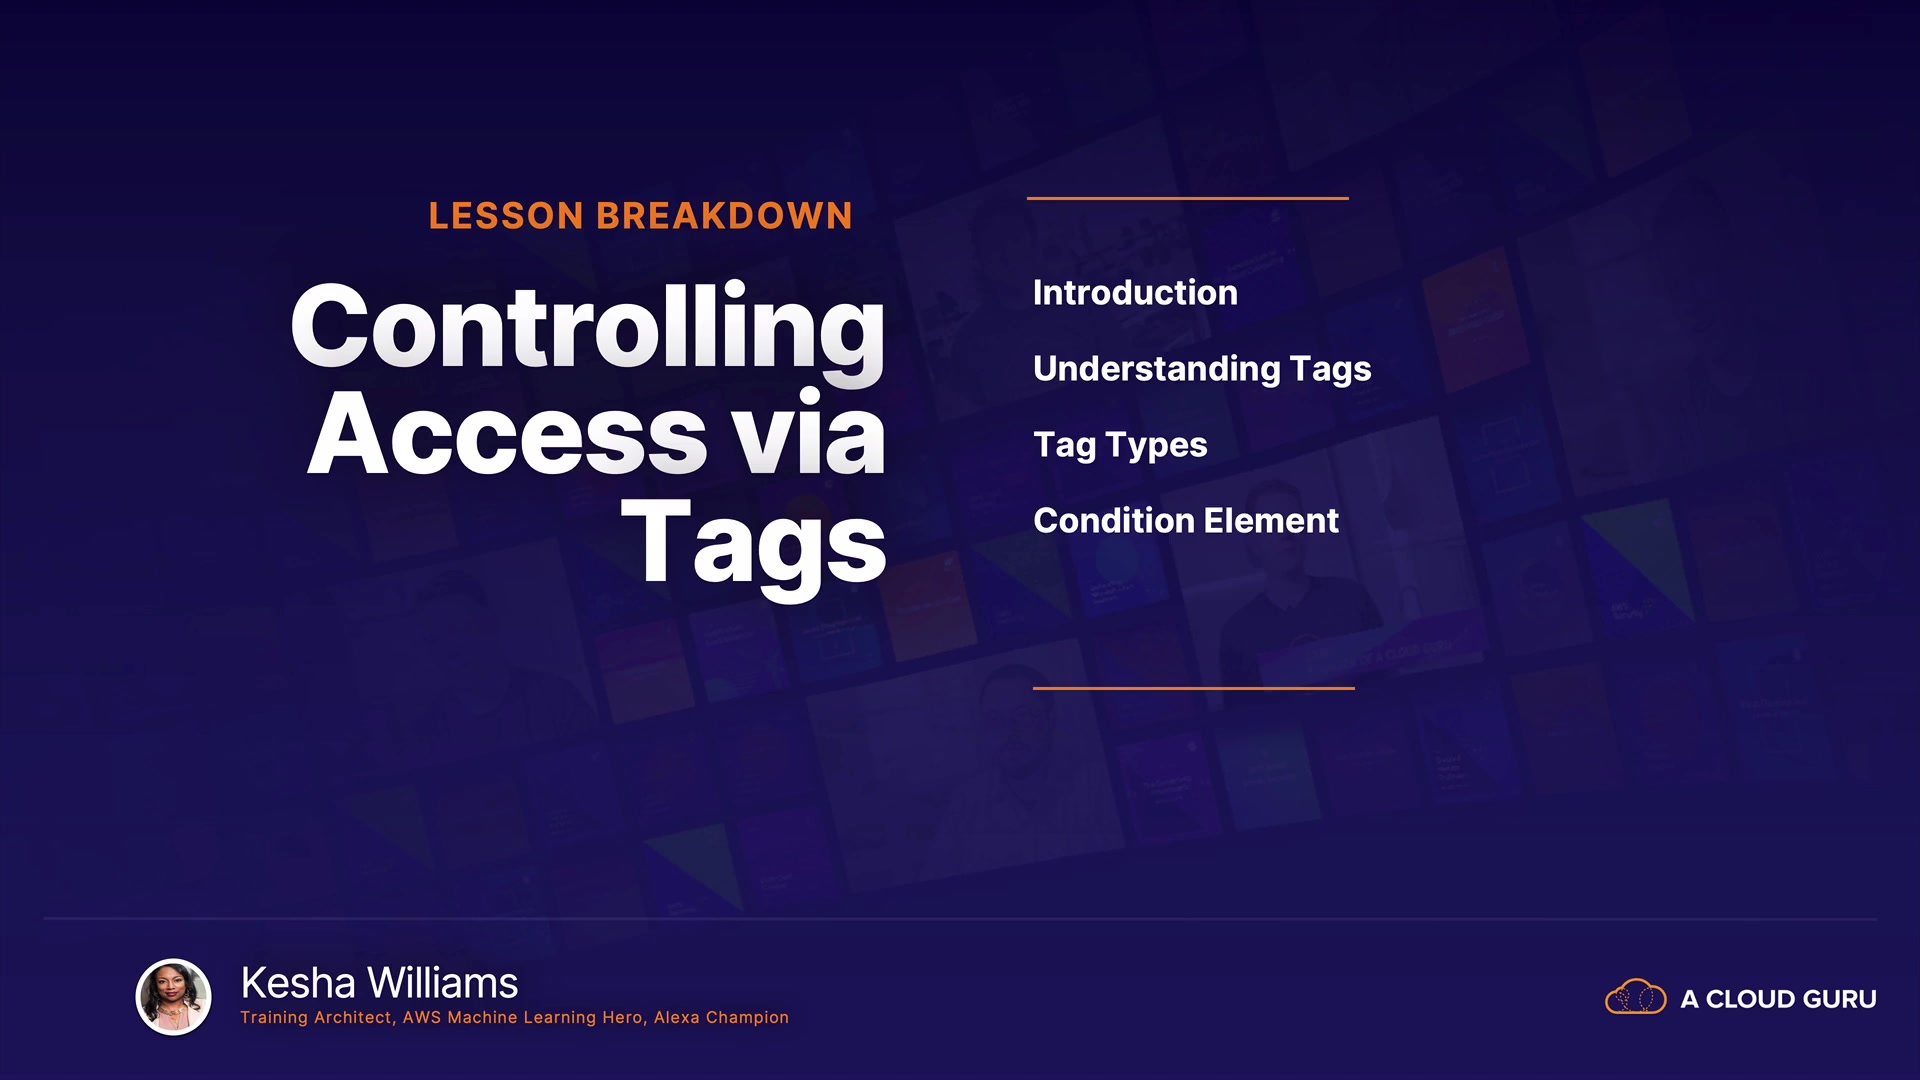 LESSON BREAKDOWN
Controlling
Access via
Tags
Introduction
Understanding Tags
Tag Types
Condition Element
Kesha Williams
Training Architect, AWS Machine Learning Hero, Alexa Champion
A CLOUD GURU